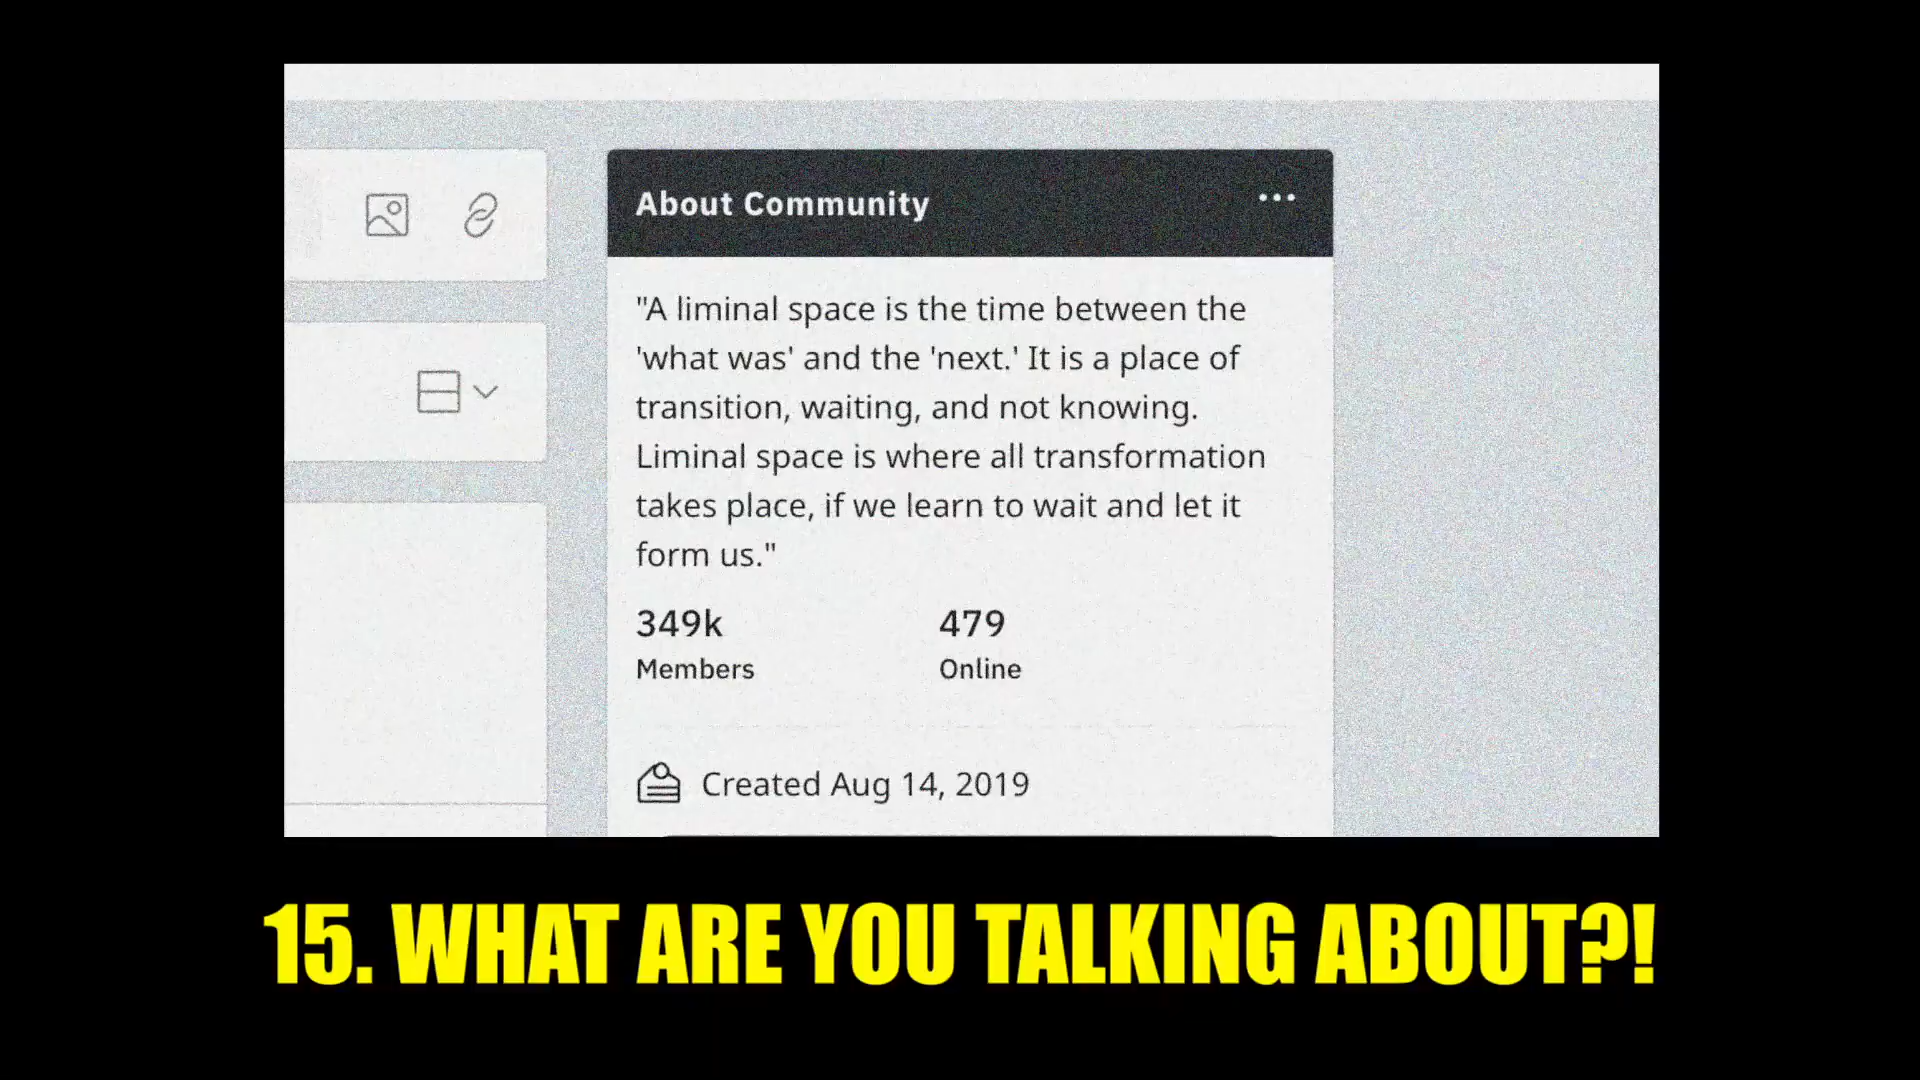 About Community
"A liminal space is the time between the
'what was' and the 'next.' It is a place of
transition, waiting, and not knowing.
Liminal space is where all transformation
takes place, if we learn to wait and let it
form us."
349k 479
Members Online
Created Aug 14, 2019
15. WHAT ARE YOU TALKING ABOUT?!